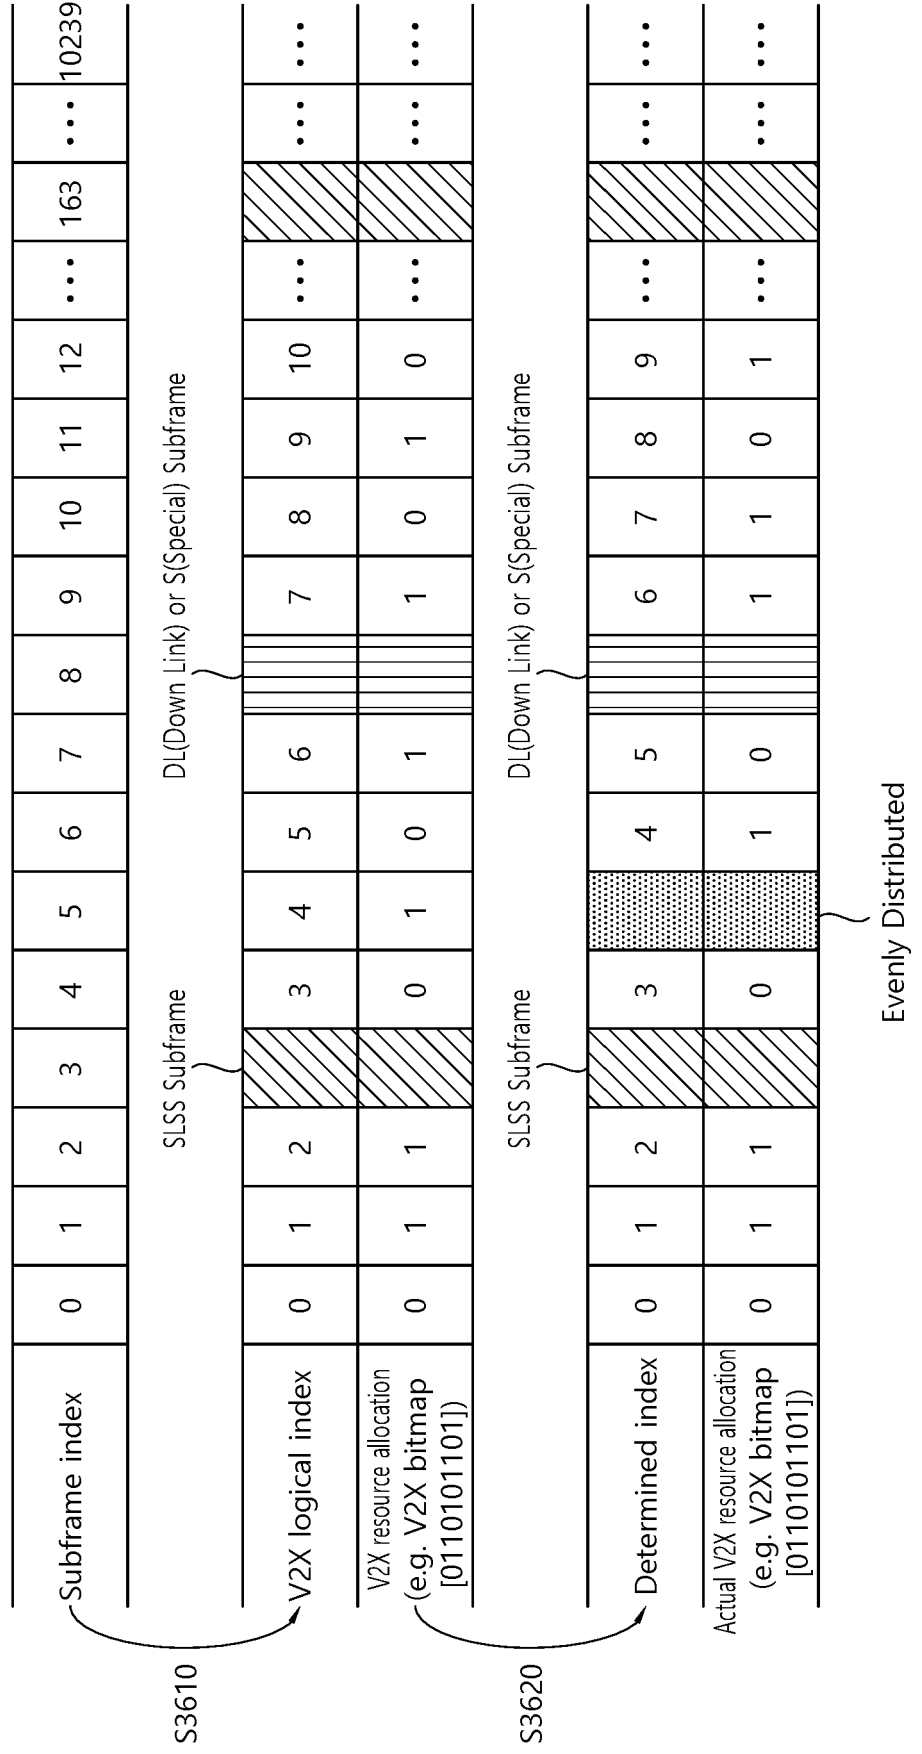 Subframe index 0 1 2 3 4 5 6 7 8 9 10 11 12 ... 163 ... 10239
S3610 SLSS Subframe DL(Down Link) or S(Special) Subframe
V2X logical index 0 1 2 3 4 5 6 7 8 9 10 ... ... ...
V2X resource allocation
(e.g. V2X bitmap 0 1 1 0 1 0 1 1 0 1 0 ... ... ...
[0110101101])
S3620 SLSS Subframe DL(Down Link) or S(Special) Subframe
Determined index 0 1 2 3 4 5 6 7 8 9 ... ... ...
Actual V2X resource allocation
(e.g. V2X bitmap 0 1 1 0 1 0 1 1 0 1 ... ... ...
[0110101101])
Evenly Distributed